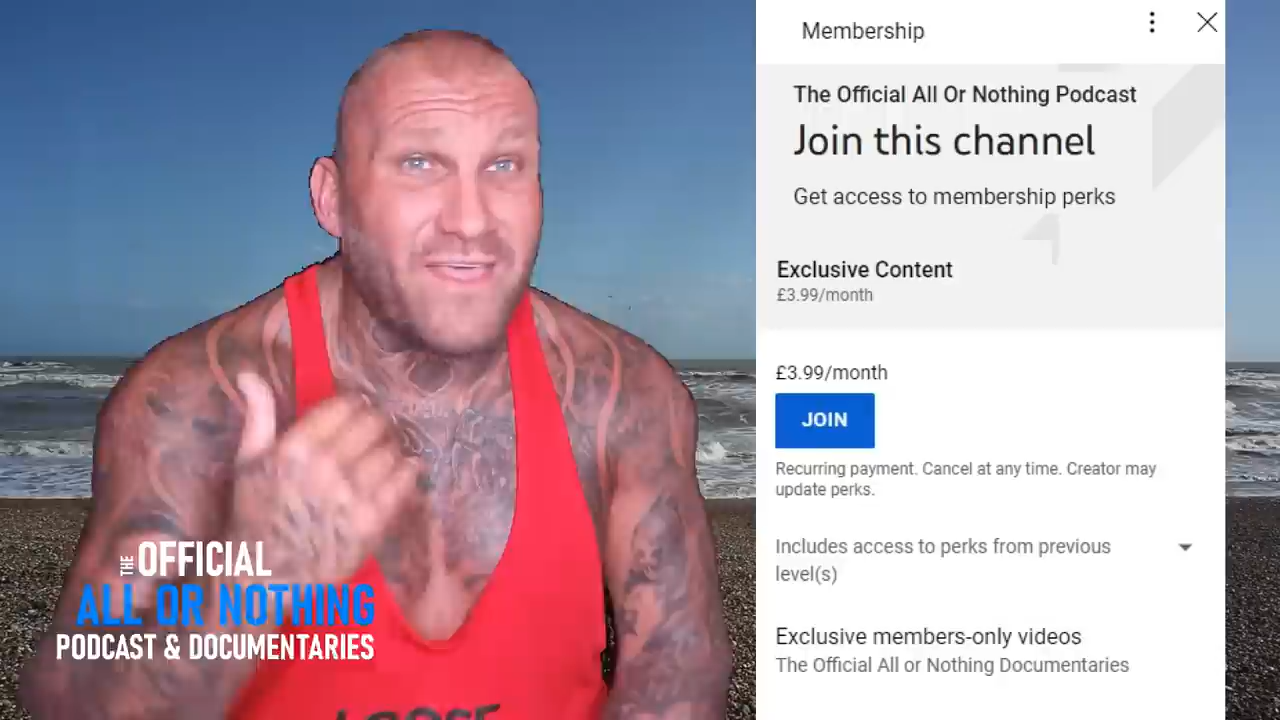 Membership
The Official All Or Nothing Podcast
Join this channel
Get access to membership perks
Exclusive Content
£3.99/month
£3.99/month
JOIN
Recurring payment. Cancel at any time. Creator may
update perks.
Includes access to perks from previous
level(s)
Exclusive members-only videos
The Official All or Nothing Documentaries
THE OFFICIAL
ALL OR NOTHING
PODCAST & DOCUMENTARIES